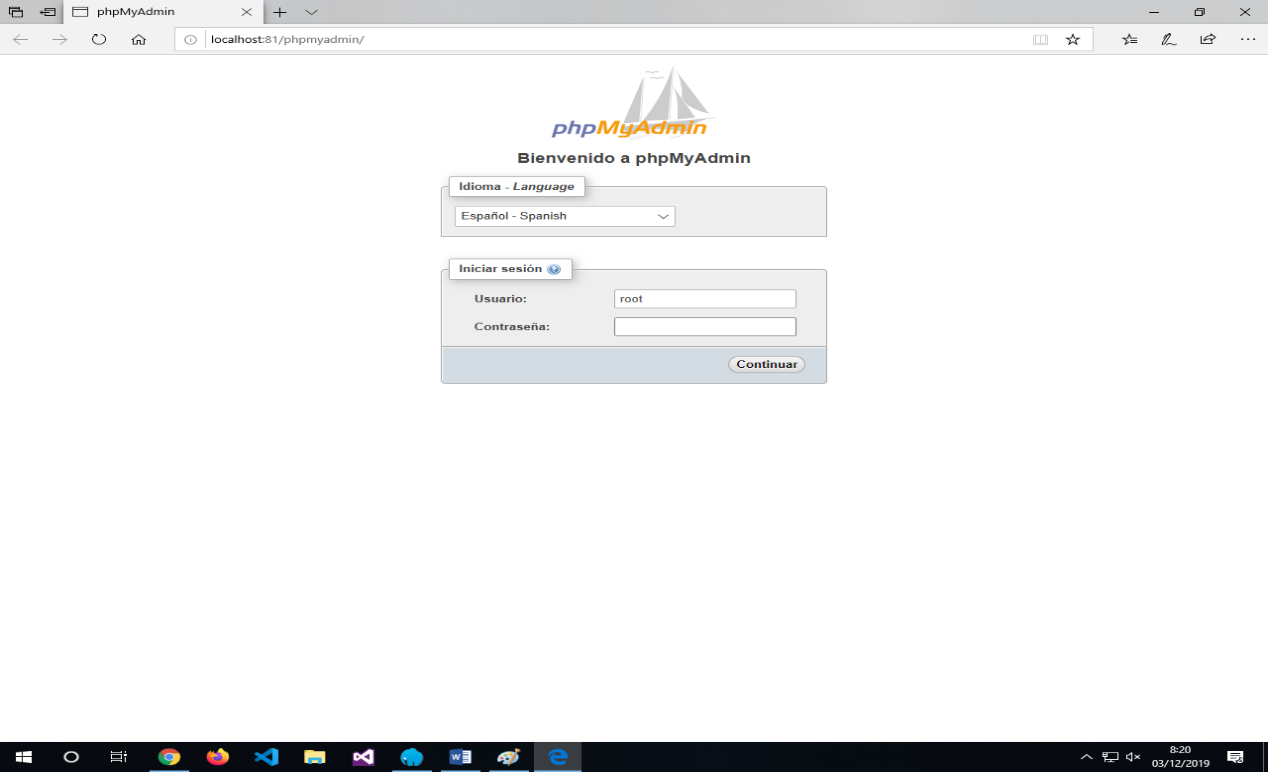 phpMyAdmin
localhost:81/phpmyadmin/
phpMyAdmin
Bienvenido a phpMyAdmin
Idioma - Language
Español - Spanish
Iniciar sesión
Usuario: root
Contraseña:
Continuar
8:20
03/12/2019